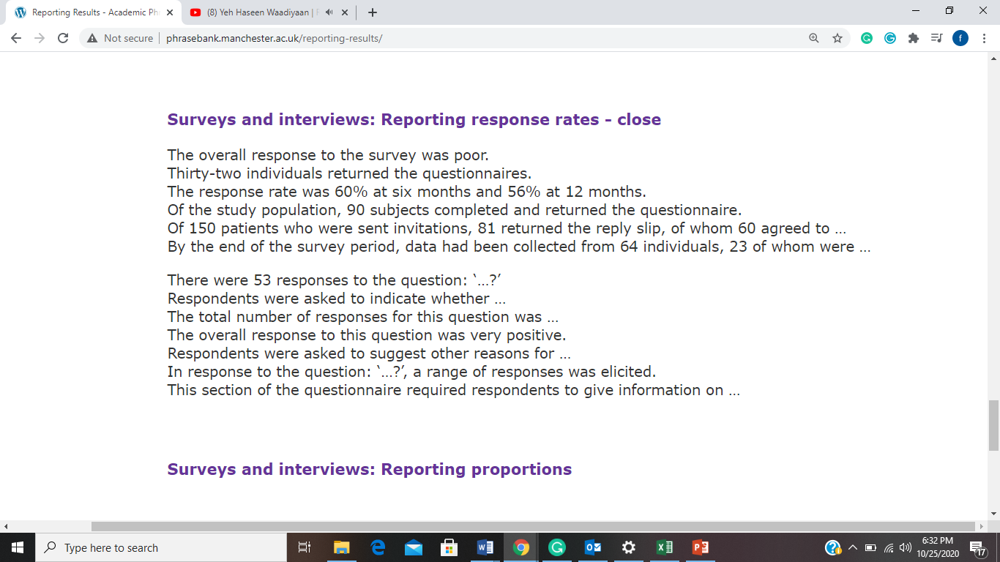 Reporting Results - Academic Ph
(8) Yeh Haseen Waadiyaan |
Not secure
phrasebank.manchester.ac.uk/reporting-results/
f
Surveys and interviews: Reporting response rates - close
The overall response to the survey was poor.
Thirty-two individuals returned the questionnaires.
The response rate was 60% at six months and 56% at 12 months.
Of the study population, 90 subjects completed and returned the questionnaire.
Of 150 patients who were sent invitations, 81 returned the reply slip, of whom 60 agreed to …
By the end of the survey period, data had been collected from 64 individuals, 23 of whom were …
There were 53 responses to the question: ‘…?’
Respondents were asked to indicate whether …
The total number of responses for this question was …
The overall response to this question was very positive.
Respondents were asked to suggest other reasons for …
In response to the question: ‘…?’, a range of responses was elicited.
This section of the questionnaire required respondents to give information on …
Surveys and interviews: Reporting proportions
Type here to search
6:32 PM
10/25/2020
17